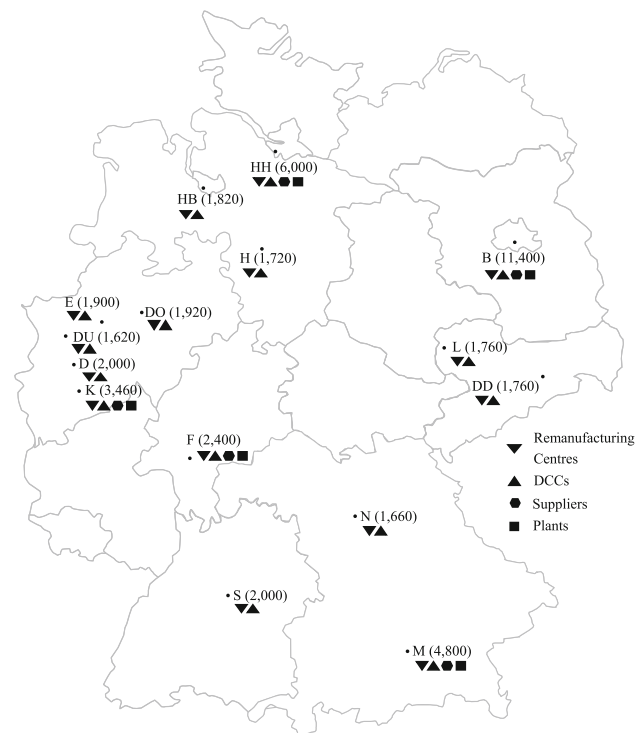 HH (6,000)
HB (1,820)
H (1,720)
B (11,400)
E (1,900)
DO (1,920)
DU (1,620)
D (2,000)
K (3,460)
L (1,760)
DD (1,760)
F (2,400)
Remanufacturing
Centres
DCCs
Suppliers
Plants
N (1,660)
S (2,000)
M (4,800)